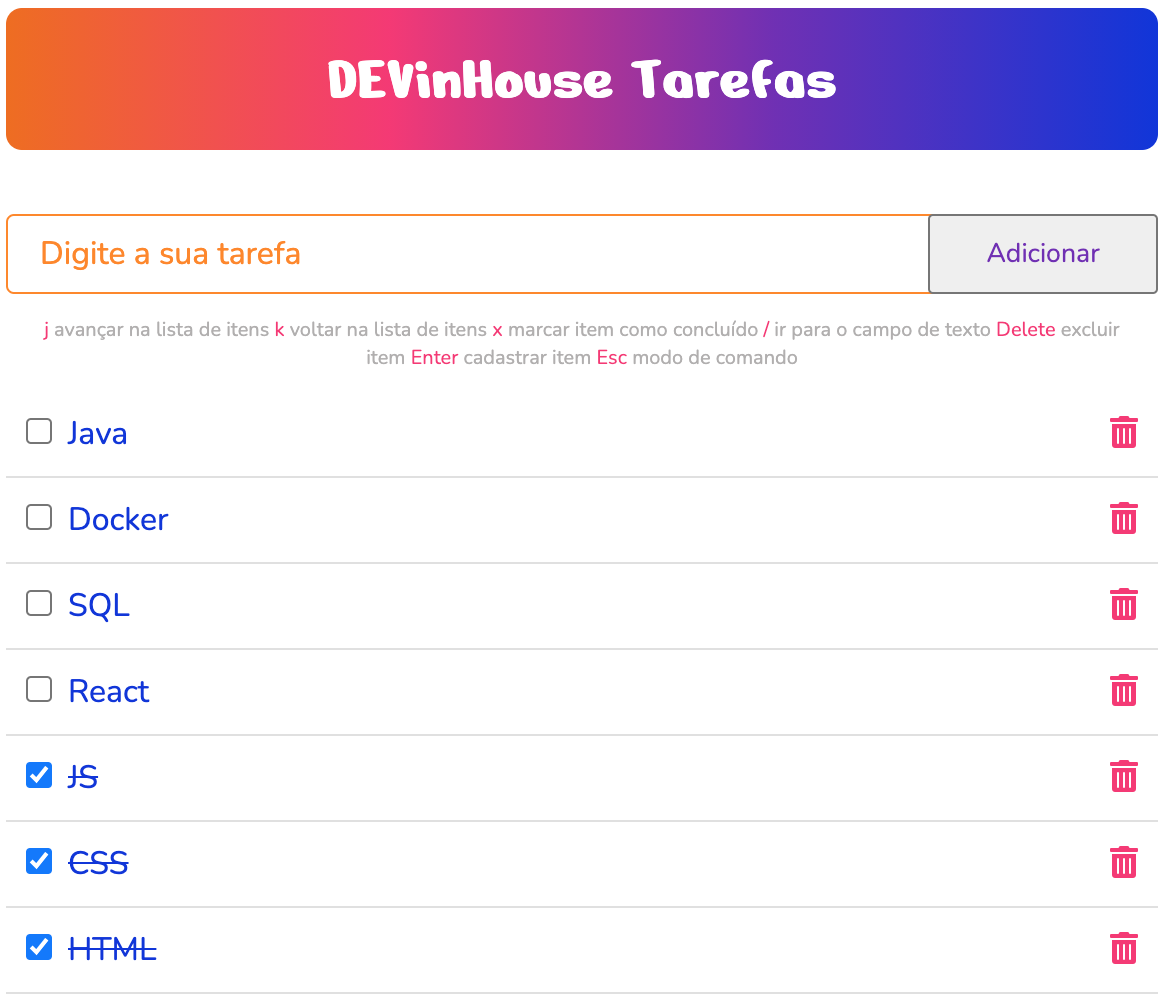 DEVinHouse Tarefas
Digite a sua tarefa
Adicionar
j avançar na lista de itens k voltar na lista de itens x marcar item como concluído / ir para o campo de texto Delete excluir
item Enter cadastrar item Esc modo de comando
Java
Docker
SQL
React
JS
CSS
HTML